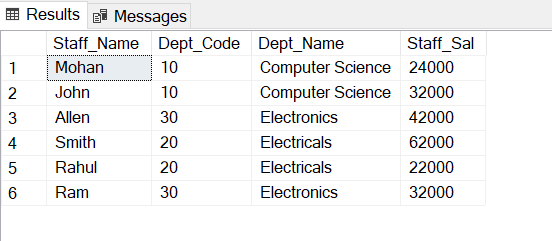 Results Messages
Staff_Name Dept_Code Dept_Name Staff_Sal
1 Mohan 10 Computer Science 24000
2 John 10 Computer Science 32000
3 Allen 30 Electronics 42000
4 Smith 20 Electricals 62000
5 Rahul 20 Electricals 22000
6 Ram 30 Electronics 32000